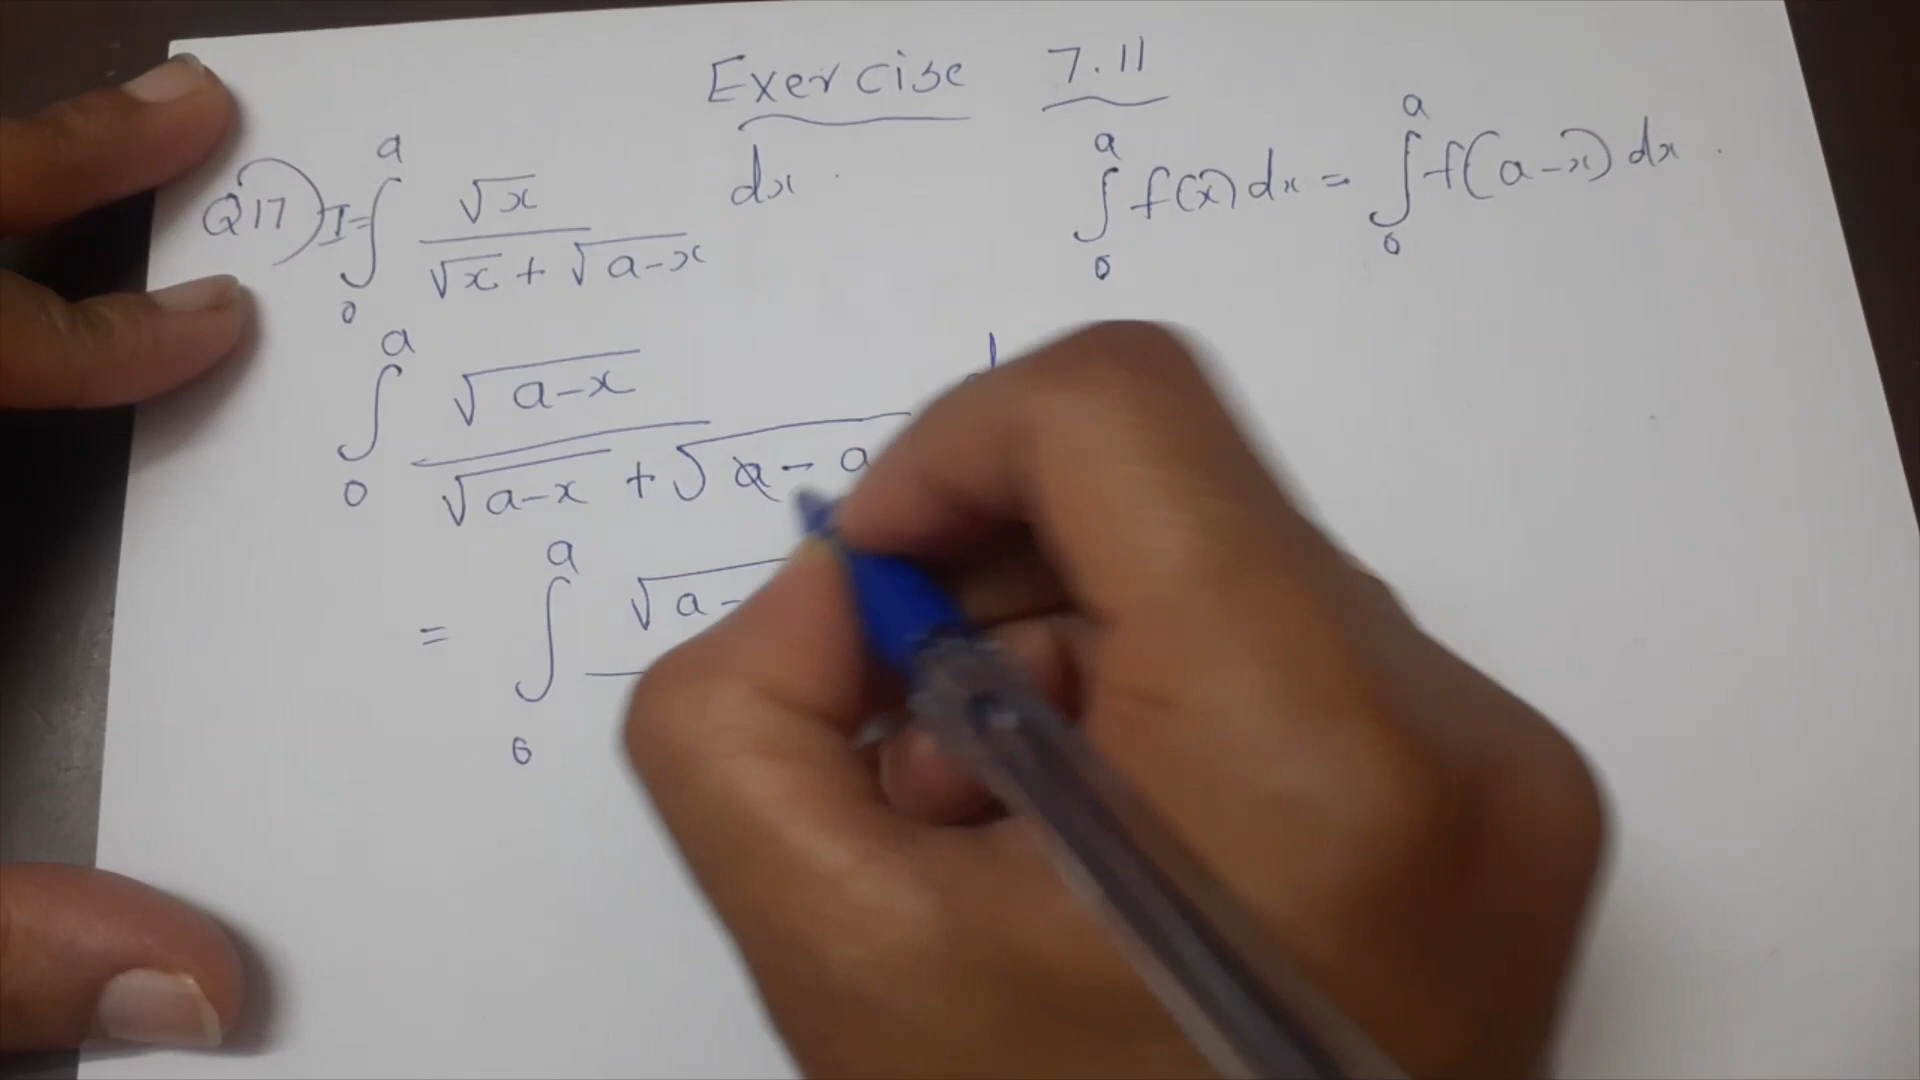 Exercise 7.11
Q17) I = ∫₀ᵃ √x / (√x + √(a-x)) dx .
∫₀ᵃ f(x) dx = ∫₀ᵃ f(a-x) dx .
∫₀ᵃ √(a-x) / (√(a-x) + √(a - a
= ∫₀ᵃ √(a-